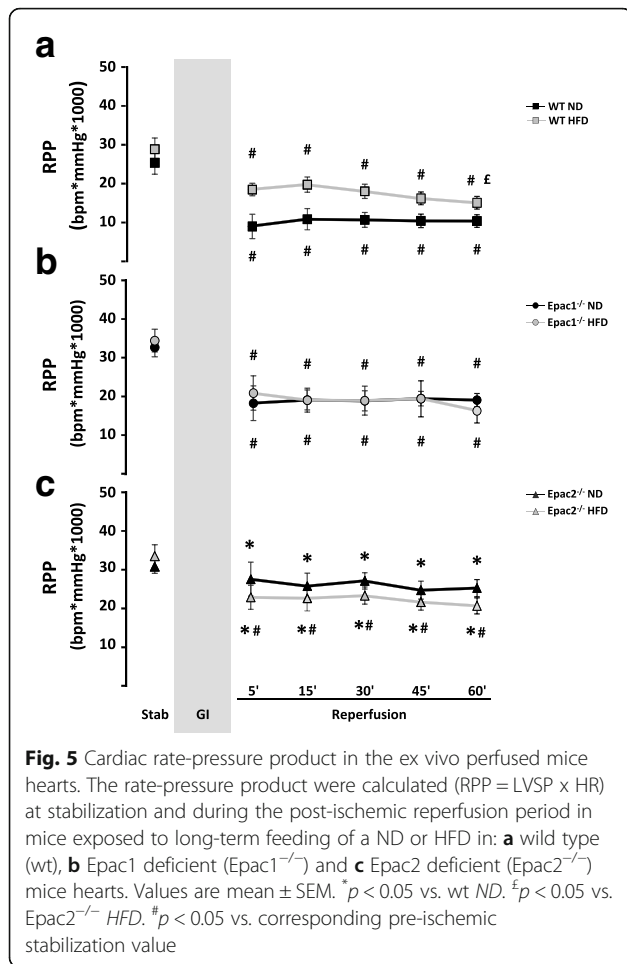 a
50
40
30
20
10
RPP
(bpm*mmHg*1000)
WT ND
WT HFD
# # # # # £
# # # # #
b
50
40
30
20
10
RPP
(bpm*mmHg*1000)
Epac1-/- ND
Epac1-/- HFD
# # # # #
# # # # #
c
50
40
30
20
10
RPP
(bpm*mmHg*1000)
Epac2-/- ND
Epac2-/- HFD
* * * * *
*# *# *# *# *#
5' 15' 30' 45' 60'
Stab GI Reperfusion
Fig. 5 Cardiac rate-pressure product in the ex vivo perfused mice
hearts. The rate-pressure product were calculated (RPP = LVSP x HR)
at stabilization and during the post-ischemic reperfusion period in
mice exposed to long-term feeding of a ND or HFD in: a wild type
(wt), b Epac1 deficient (Epac1−/−) and c Epac2 deficient (Epac2−/−)
mice hearts. Values are mean ± SEM. *p < 0.05 vs. wt ND. £p < 0.05 vs.
Epac2−/− HFD. #p < 0.05 vs. corresponding pre-ischemic
stabilization value